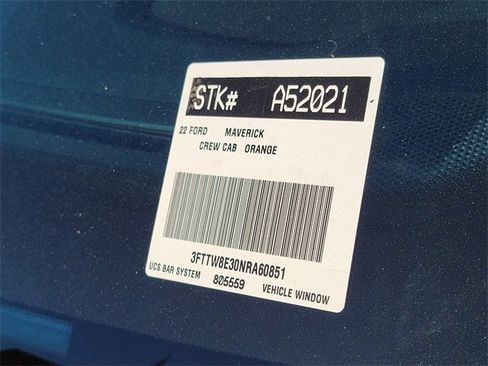 STK# A52021
22 FORD MAVERICK
CREW CAB ORANGE
3FTTW8E30NRA60851
UCS BAR SYSTEM 805559 VEHICLE WINDOW